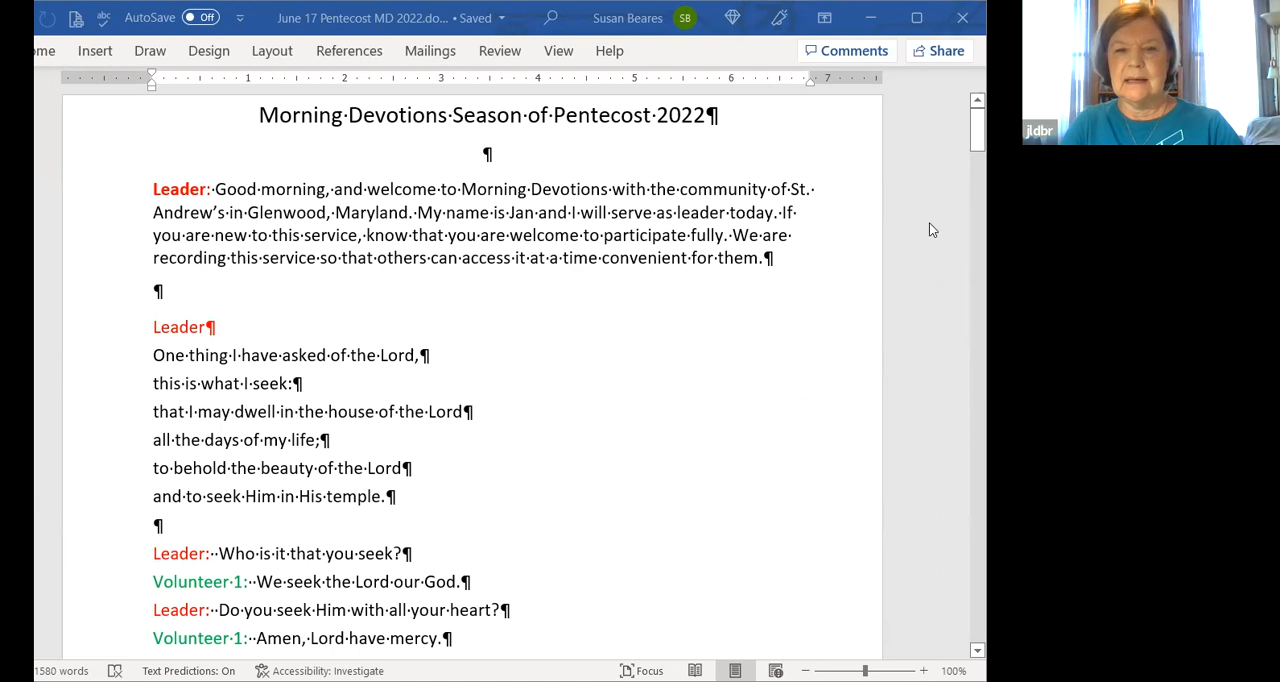 AutoSave Off June 17 Pentecost MD 2022.do... • Saved Susan Beares SB
ome Insert Draw Design Layout References Mailings Review View Help Comments Share
1 2 3 4 5 6 7
Morning·Devotions·Season·of·Pentecost·2022¶
¶
Leader:·Good·morning,·and·welcome·to·Morning·Devotions·with·the·community·of·St.·
Andrew’s·in·Glenwood,·Maryland.·My·name·is·Jan·and·I·will·serve·as·leader·today.·If·
you·are·new·to·this·service,·know·that·you·are·welcome·to·participate·fully.·We·are·
recording·this·service·so·that·others·can·access·it·at·a·time·convenient·for·them.¶
¶
Leader¶
One·thing·I·have·asked·of·the·Lord,¶
this·is·what·I·seek:¶
that·I·may·dwell·in·the·house·of·the·Lord¶
all·the·days·of·my·life;¶
to·behold·the·beauty·of·the·Lord¶
and·to·seek·Him·in·His·temple.¶
¶
Leader:··Who·is·it·that·you·seek?¶
Volunteer·1:··We·seek·the·Lord·our·God.¶
Leader:··Do·you·seek·Him·with·all·your·heart?¶
Volunteer·1:··Amen,·Lord·have·mercy.¶
1580 words Text Predictions: On Accessibility: Investigate Focus 100%
jldbr